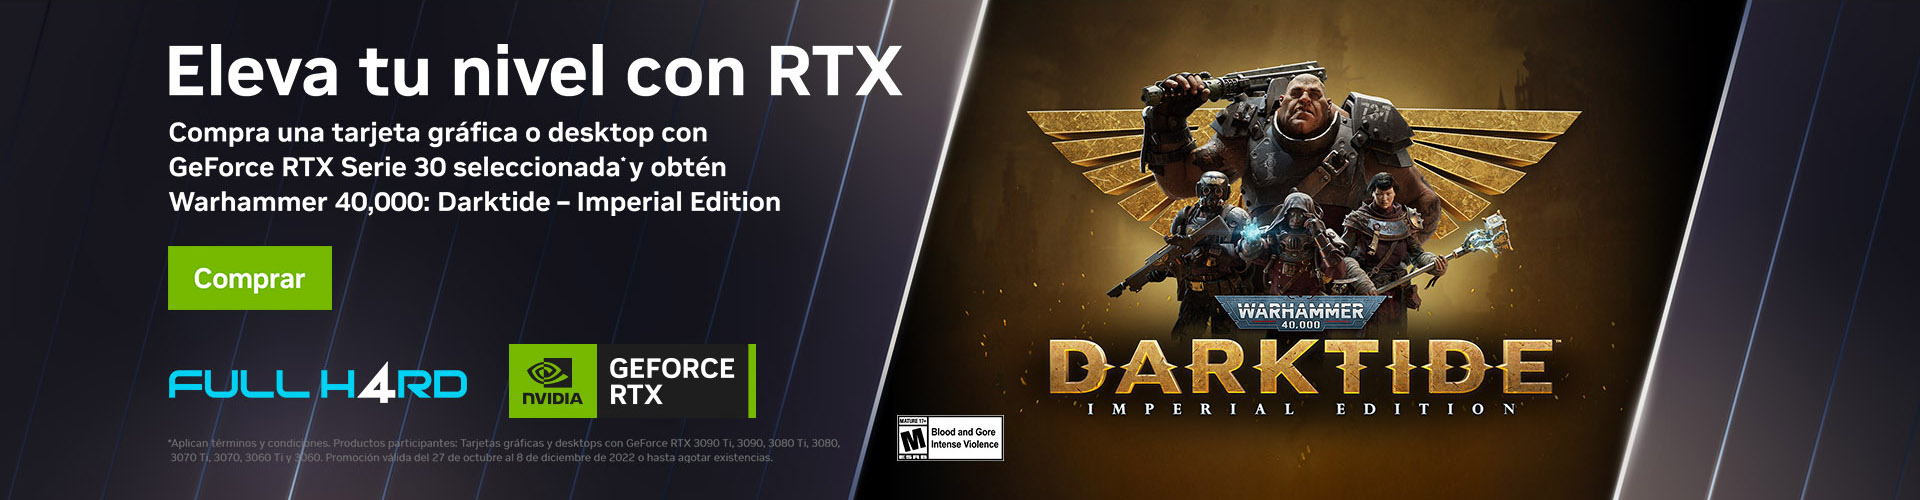 Eleva tu nivel con RTX
Compra una tarjeta gráfica o desktop con
GeForce RTX Serie 30 seleccionada* y obtén
Warhammer 40,000: Darktide – Imperial Edition
Comprar
FULL H4RD
NVIDIA
GEFORCE
RTX
*Aplican términos y condiciones. Productos participantes: Tarjetas gráficas y desktops con GeForce RTX 3090 Ti, 3090, 3080 Ti, 3080,
3070 Ti, 3070, 3060 Ti y 3060. Promoción válida del 27 de octubre al 8 de diciembre de 2022 o hasta agotar existencias.
WARHAMMER
40,000
DARKTIDE™
IMPERIAL EDITION
MATURE 17+
M
ESRB
Blood and Gore
Intense Violence